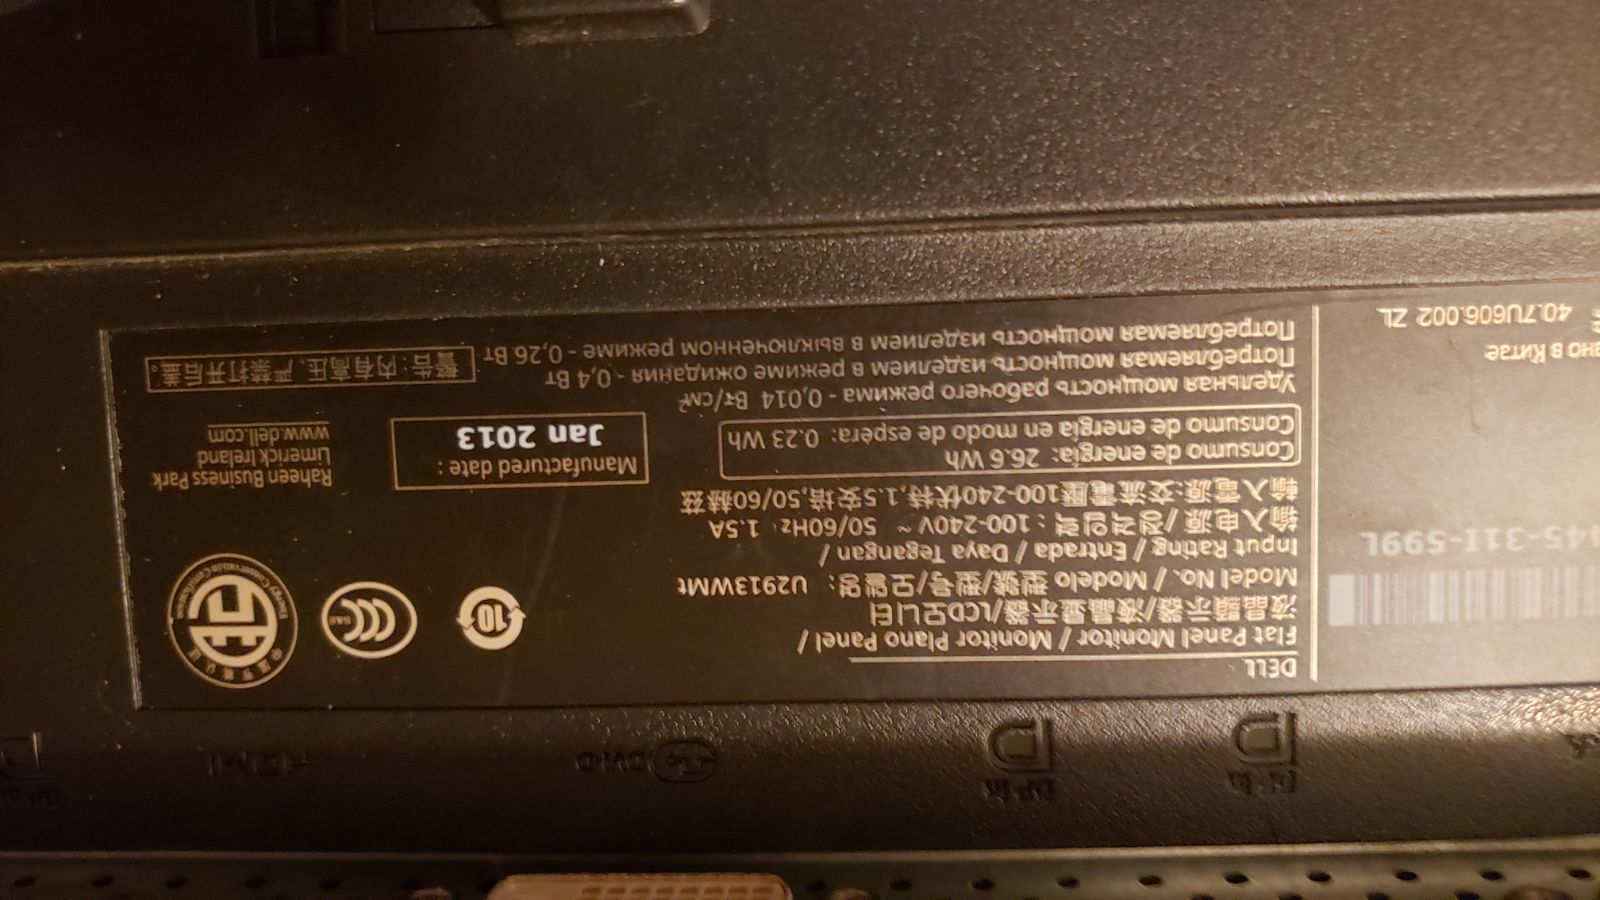 DELL
Flat Panel Monitor / Monitor Plano Panel /
液晶顯示器/液晶显示器/LCD모니터
Model No. / Modelo 型號/型号/모델명: U2913WMt
Input Rating / Entrada / Daya Tegangan /
输入电源 /정격입력 : 100-240V ~ 50/60Hz 1.5A
輸入電源:交流電壓100-240伏特,1.5安培,50/60赫茲
Consumo de energía: 26.6 Wh
Consumo de energía en modo de espera: 0.23 Wh
Удельная мощность рабочего режима - 0,014 Вт/см²
Потребляемая мощность изделием в режиме ожидания - 0,4 Вт
Потребляемая мощность изделием в выключенном режиме - 0,26 Вт
10
CCC
S&E
Energy Conservation Certification
Manufactured date :
Jan 2013
Raheen Business Park
Limerick Ireland
www.dell.com
警告:内有高压,严禁打开后盖。
45-31I-599L
но в Китае
40.7U606.002 ZL
DP in
DVI-D
HDMI